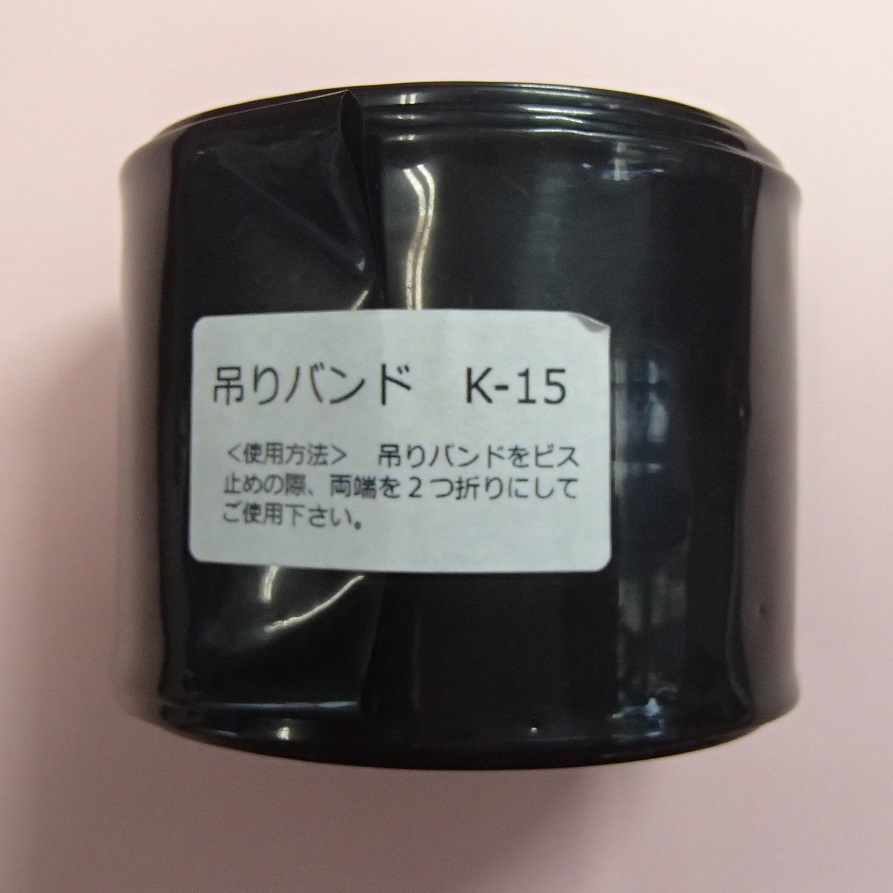 吊りバンド　K-15
＜使用方法＞　吊りバンドをビス
止めの際、両端を２つ折りにして
ご使用下さい。